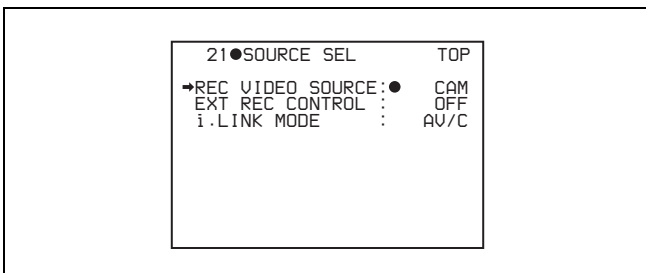 21●SOURCE SEL TOP
➡REC VIDEO SOURCE:● CAM
EXT REC CONTROL : OFF
i.LINK MODE : AV/C